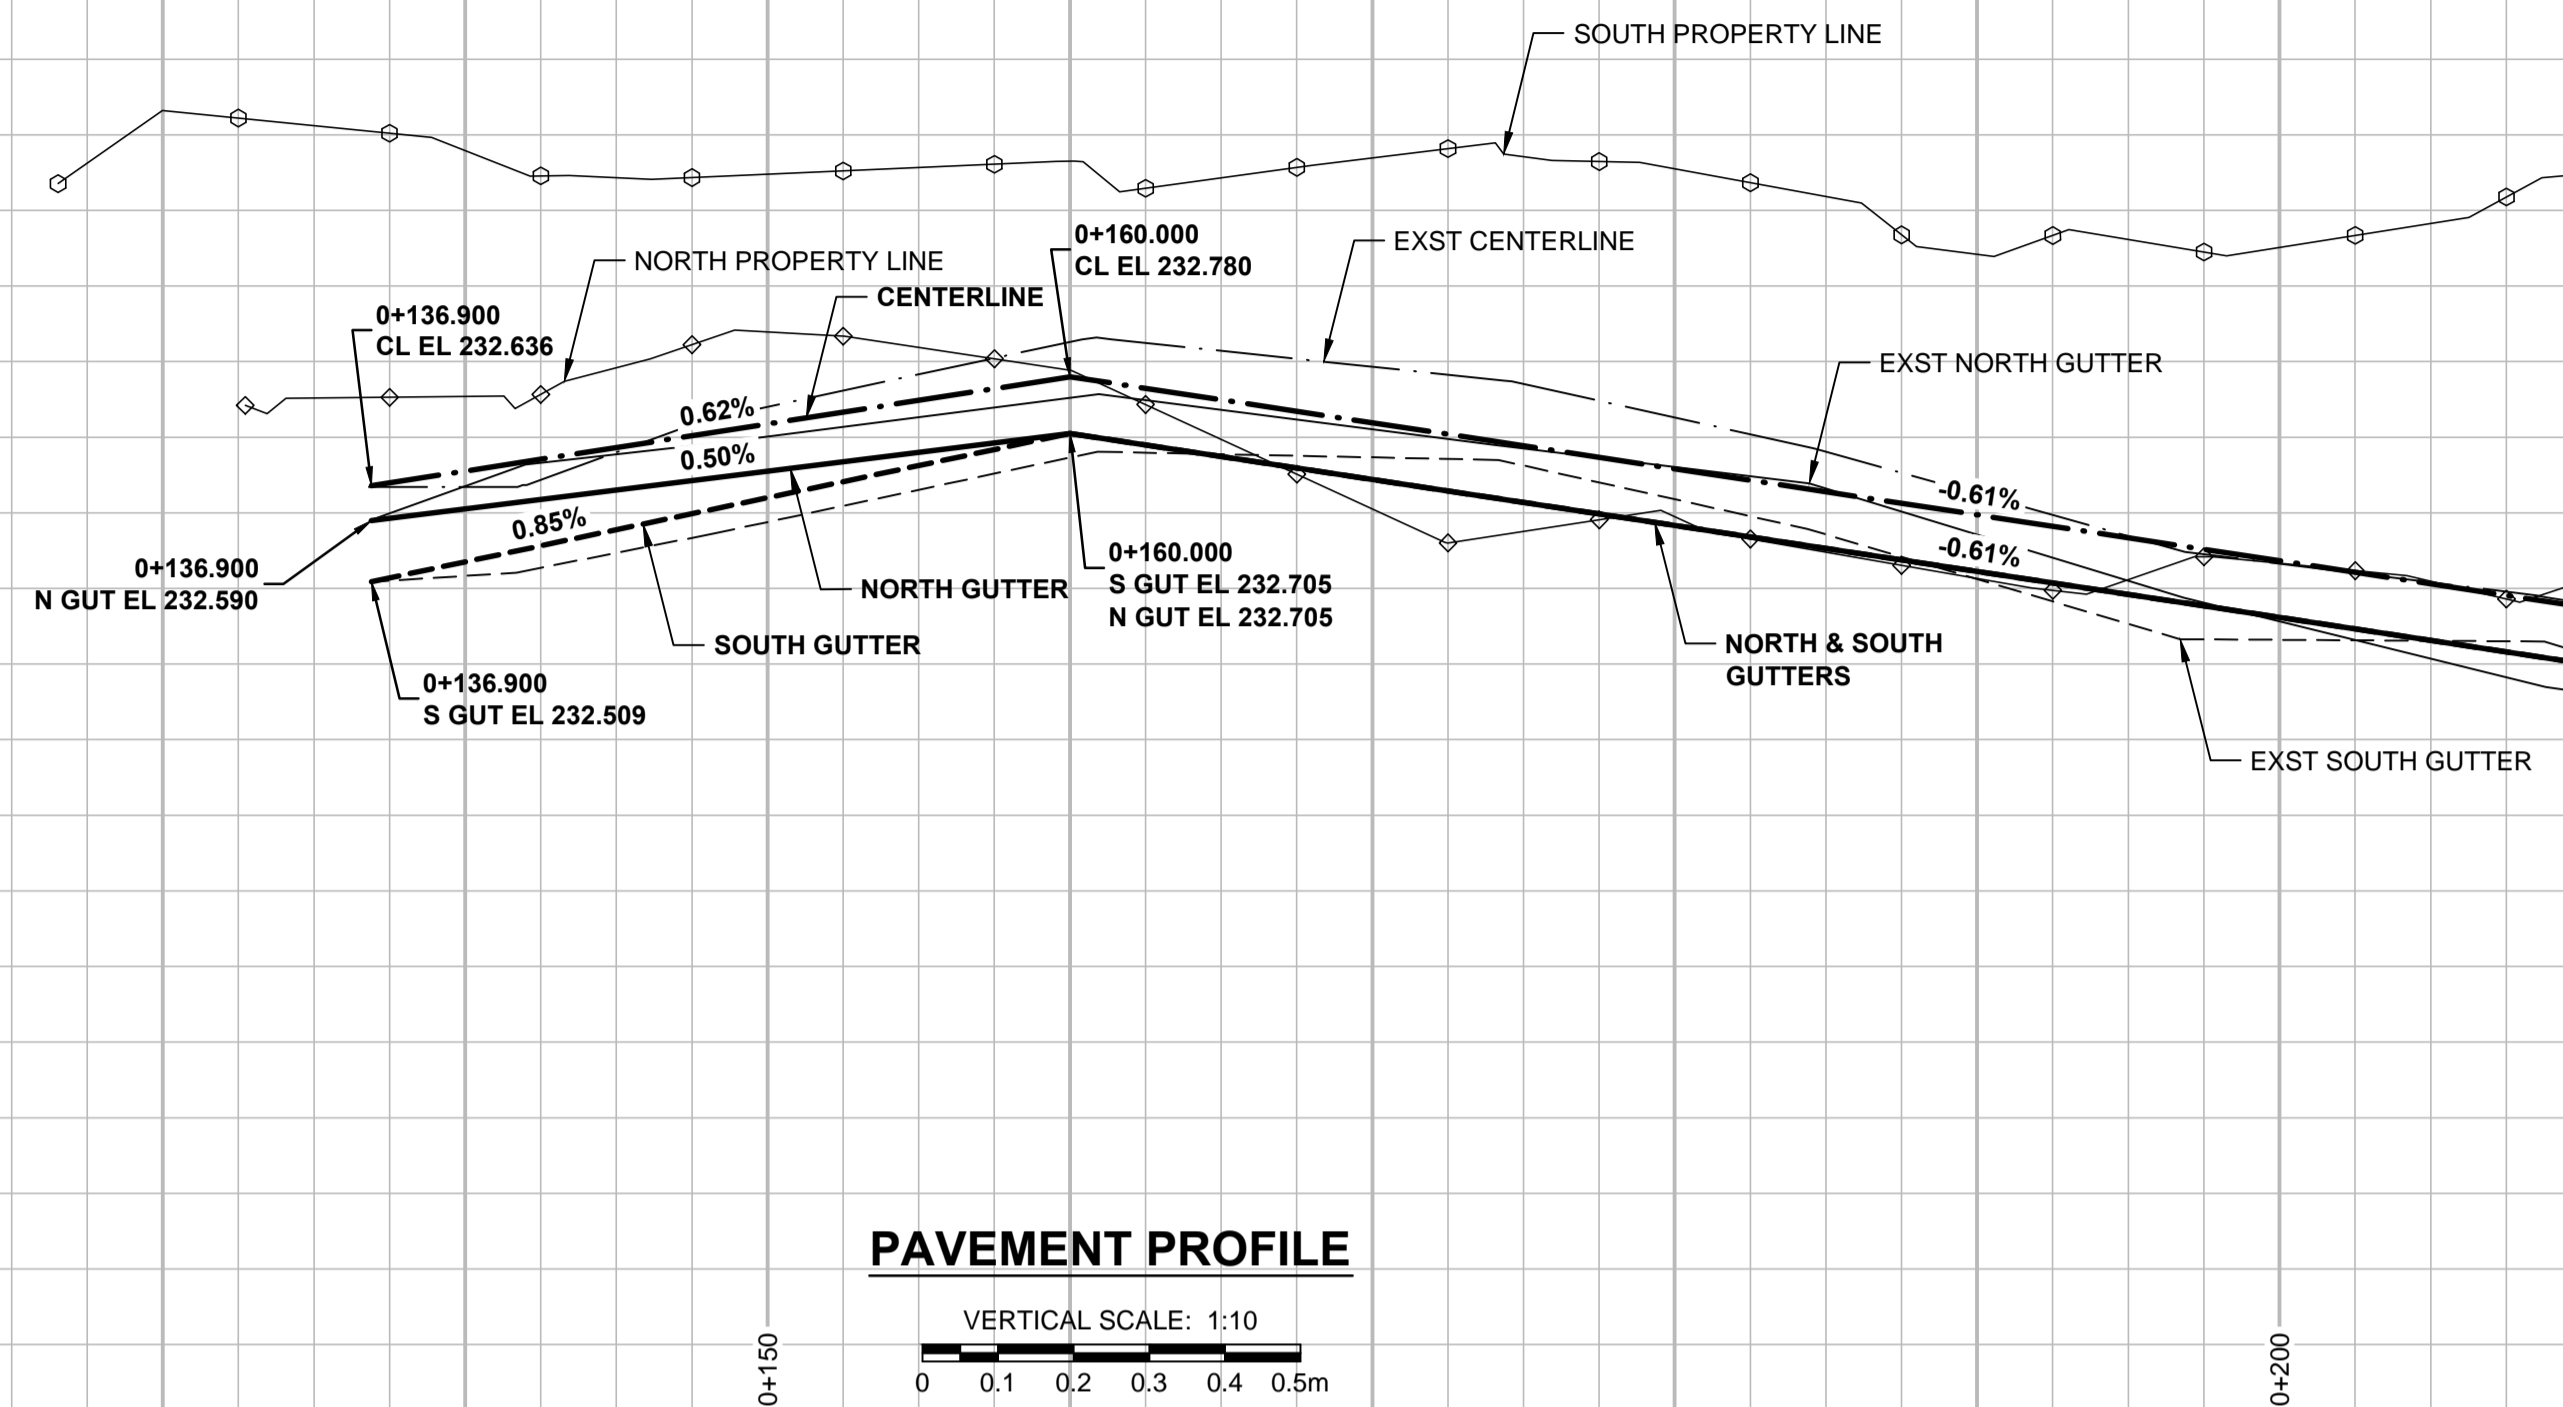 SOUTH PROPERTY LINE
0+160.000
CL EL 232.780
EXST CENTERLINE
NORTH PROPERTY LINE
CENTERLINE
0+136.900
CL EL 232.636
EXST NORTH GUTTER
0.62%
0.50%
0.85%
-0.61%
-0.61%
0+136.900
N GUT EL 232.590
0+160.000
S GUT EL 232.705
N GUT EL 232.705
NORTH GUTTER
SOUTH GUTTER
NORTH & SOUTH
GUTTERS
0+136.900
S GUT EL 232.509
EXST SOUTH GUTTER
PAVEMENT PROFILE
VERTICAL SCALE: 1:10
0 0.1 0.2 0.3 0.4 0.5m
0+150
0+200